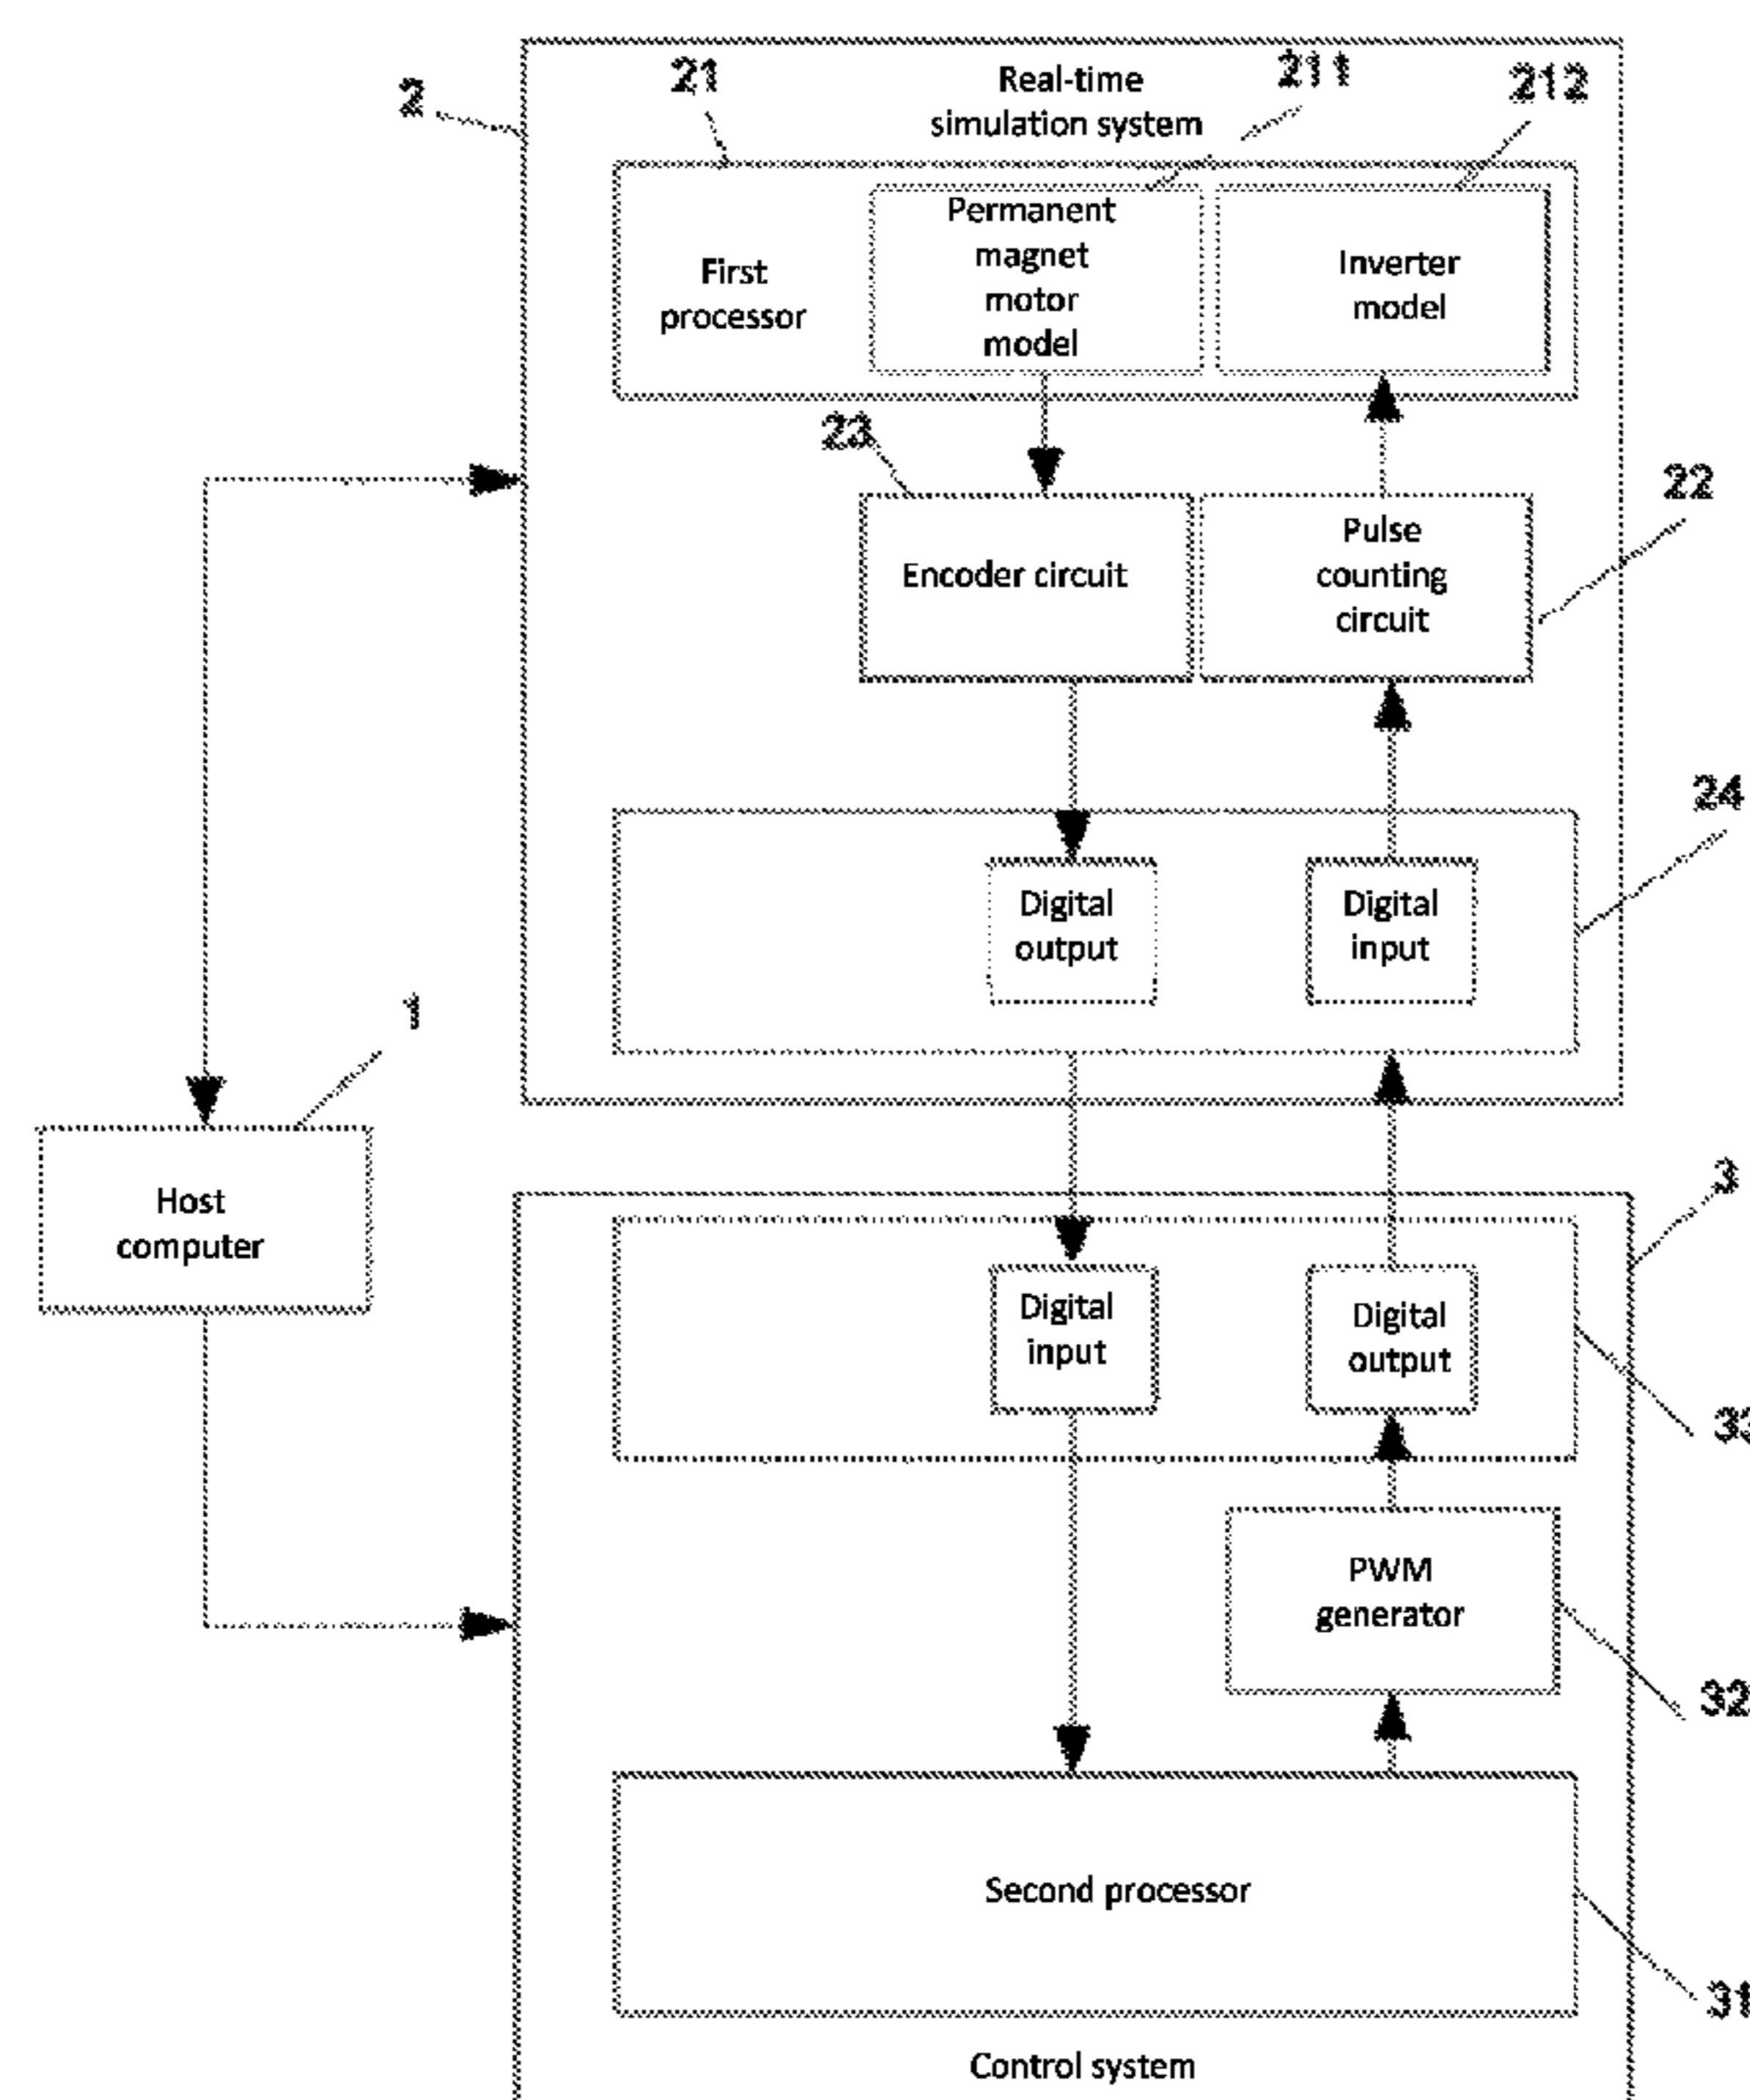 2
21
Real-time
simulation system
211
212
First
processor
Permanent
magnet
motor
model
Inverter
model
23
22
Encoder circuit
Pulse
counting
circuit
24
Digital
output
Digital
input
1
Host
computer
3
Digital
input
Digital
output
33
PWM
generator
32
Second processor
31
Control system